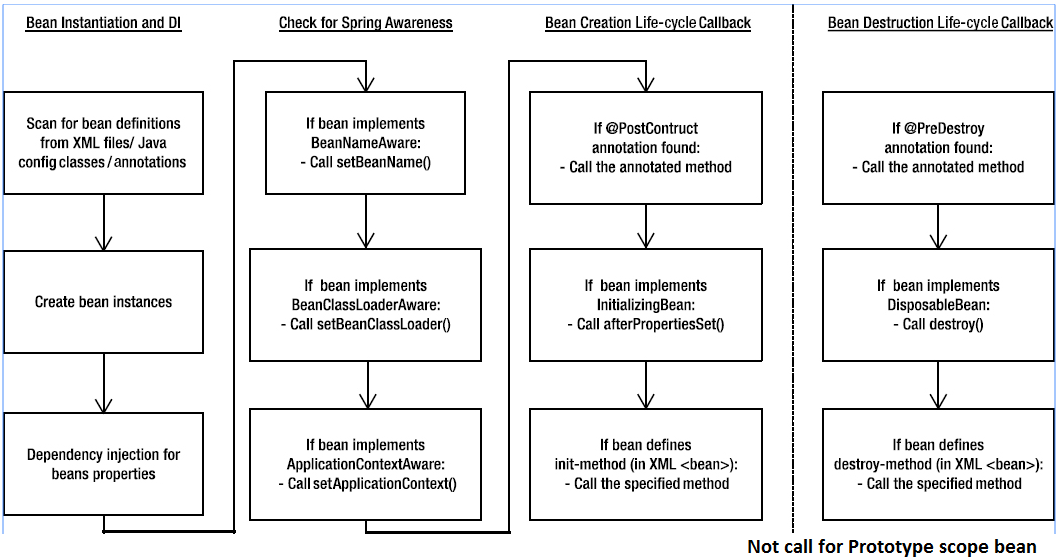 Bean Instantiation and DI
Scan for bean definitions
from XML files/ Java
config classes / annotations
Create bean instances
Dependency injection for
beans properties
Check for Spring Awareness
If bean implements
BeanNameAware:
- Call setBeanName()
If bean implements
BeanClassLoaderAware:
- Call setBeanClassLoader()
If bean implements
ApplicationContextAware:
- Call setApplicationContext()
Bean Creation Life-cycle Callback
If @PostContruct
annotation found:
- Call the annotated method
If bean implements
InitializingBean:
- Call afterPropertiesSet()
If bean defines
init-method (in XML <bean>):
- Call the specified method
Bean Destruction Life-cycle Callback
If @PreDestroy
annotation found:
- Call the annotated method
If bean implements
DisposableBean:
- Call destroy()
If bean defines
destroy-method (in XML <bean>):
- Call the specified method
Not call for Prototype scope bean